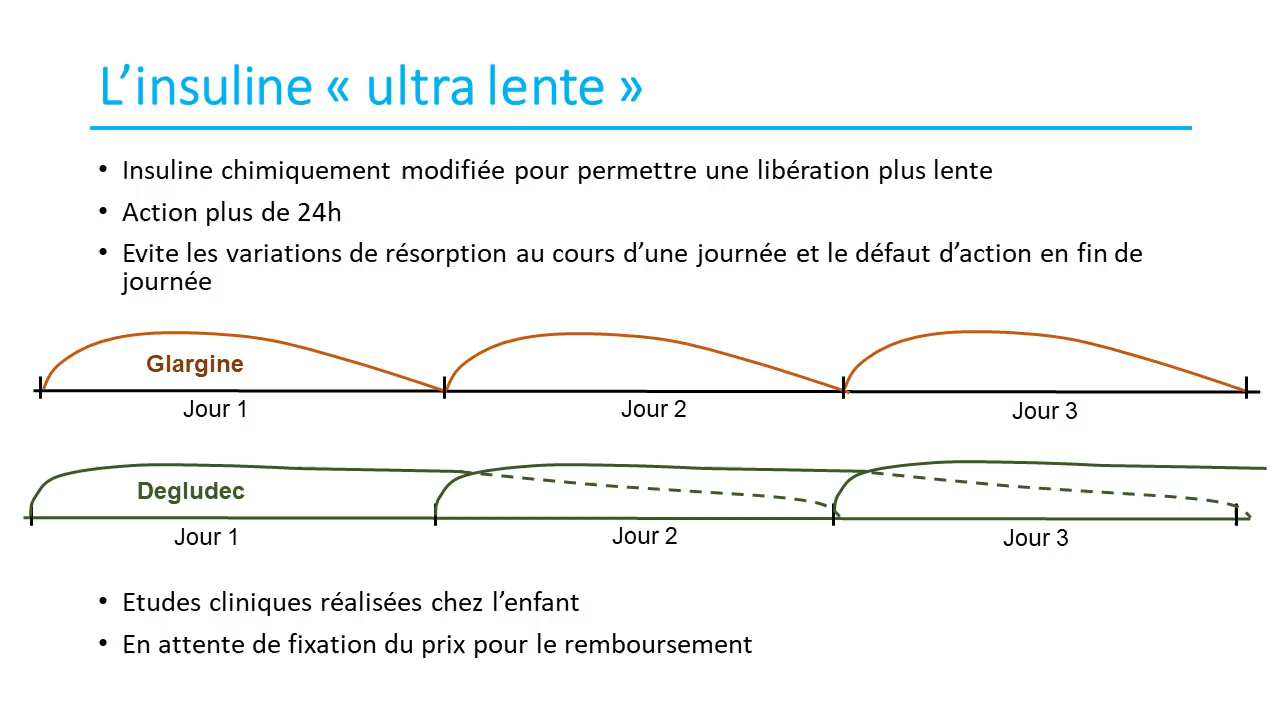 L’insuline « ultra lente »
• Insuline chimiquement modifiée pour permettre une libération plus lente
• Action plus de 24h
• Evite les variations de résorption au cours d’une journée et le défaut d’action en fin de
journée
Glargine
Jour 1
Jour 2
Jour 3
Degludec
Jour 1
Jour 2
Jour 3
• Etudes cliniques réalisées chez l’enfant
• En attente de fixation du prix pour le remboursement